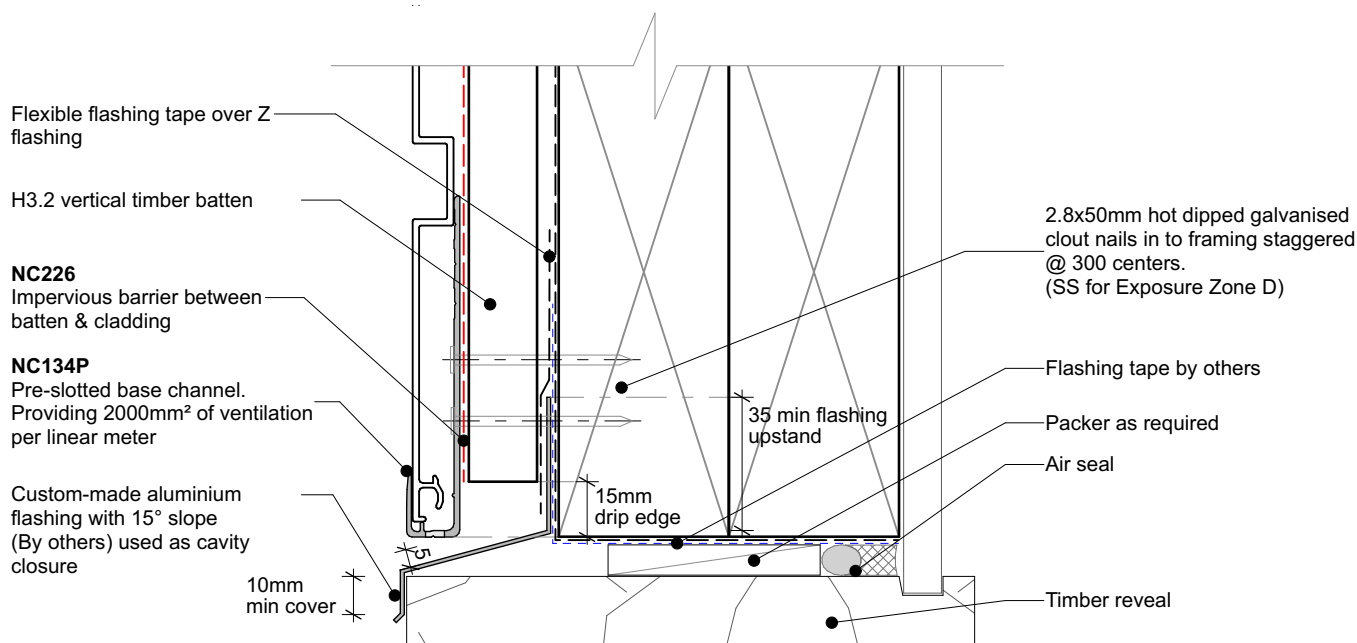 Flexible flashing tape over Z
flashing
H3.2 vertical timber batten
NC226
Impervious barrier between
batten & cladding
NC134P
Pre-slotted base channel.
Providing 2000mm² of ventilation
per linear meter
Custom-made aluminium
flashing with 15° slope
(By others) used as cavity
closure
5
10mm
min cover
15mm
drip edge
35 min flashing
upstand
2.8x50mm hot dipped galvanised
clout nails in to framing staggered
@ 300 centers.
(SS for Exposure Zone D)
Flashing tape by others
Packer as required
Air seal
Timber reveal